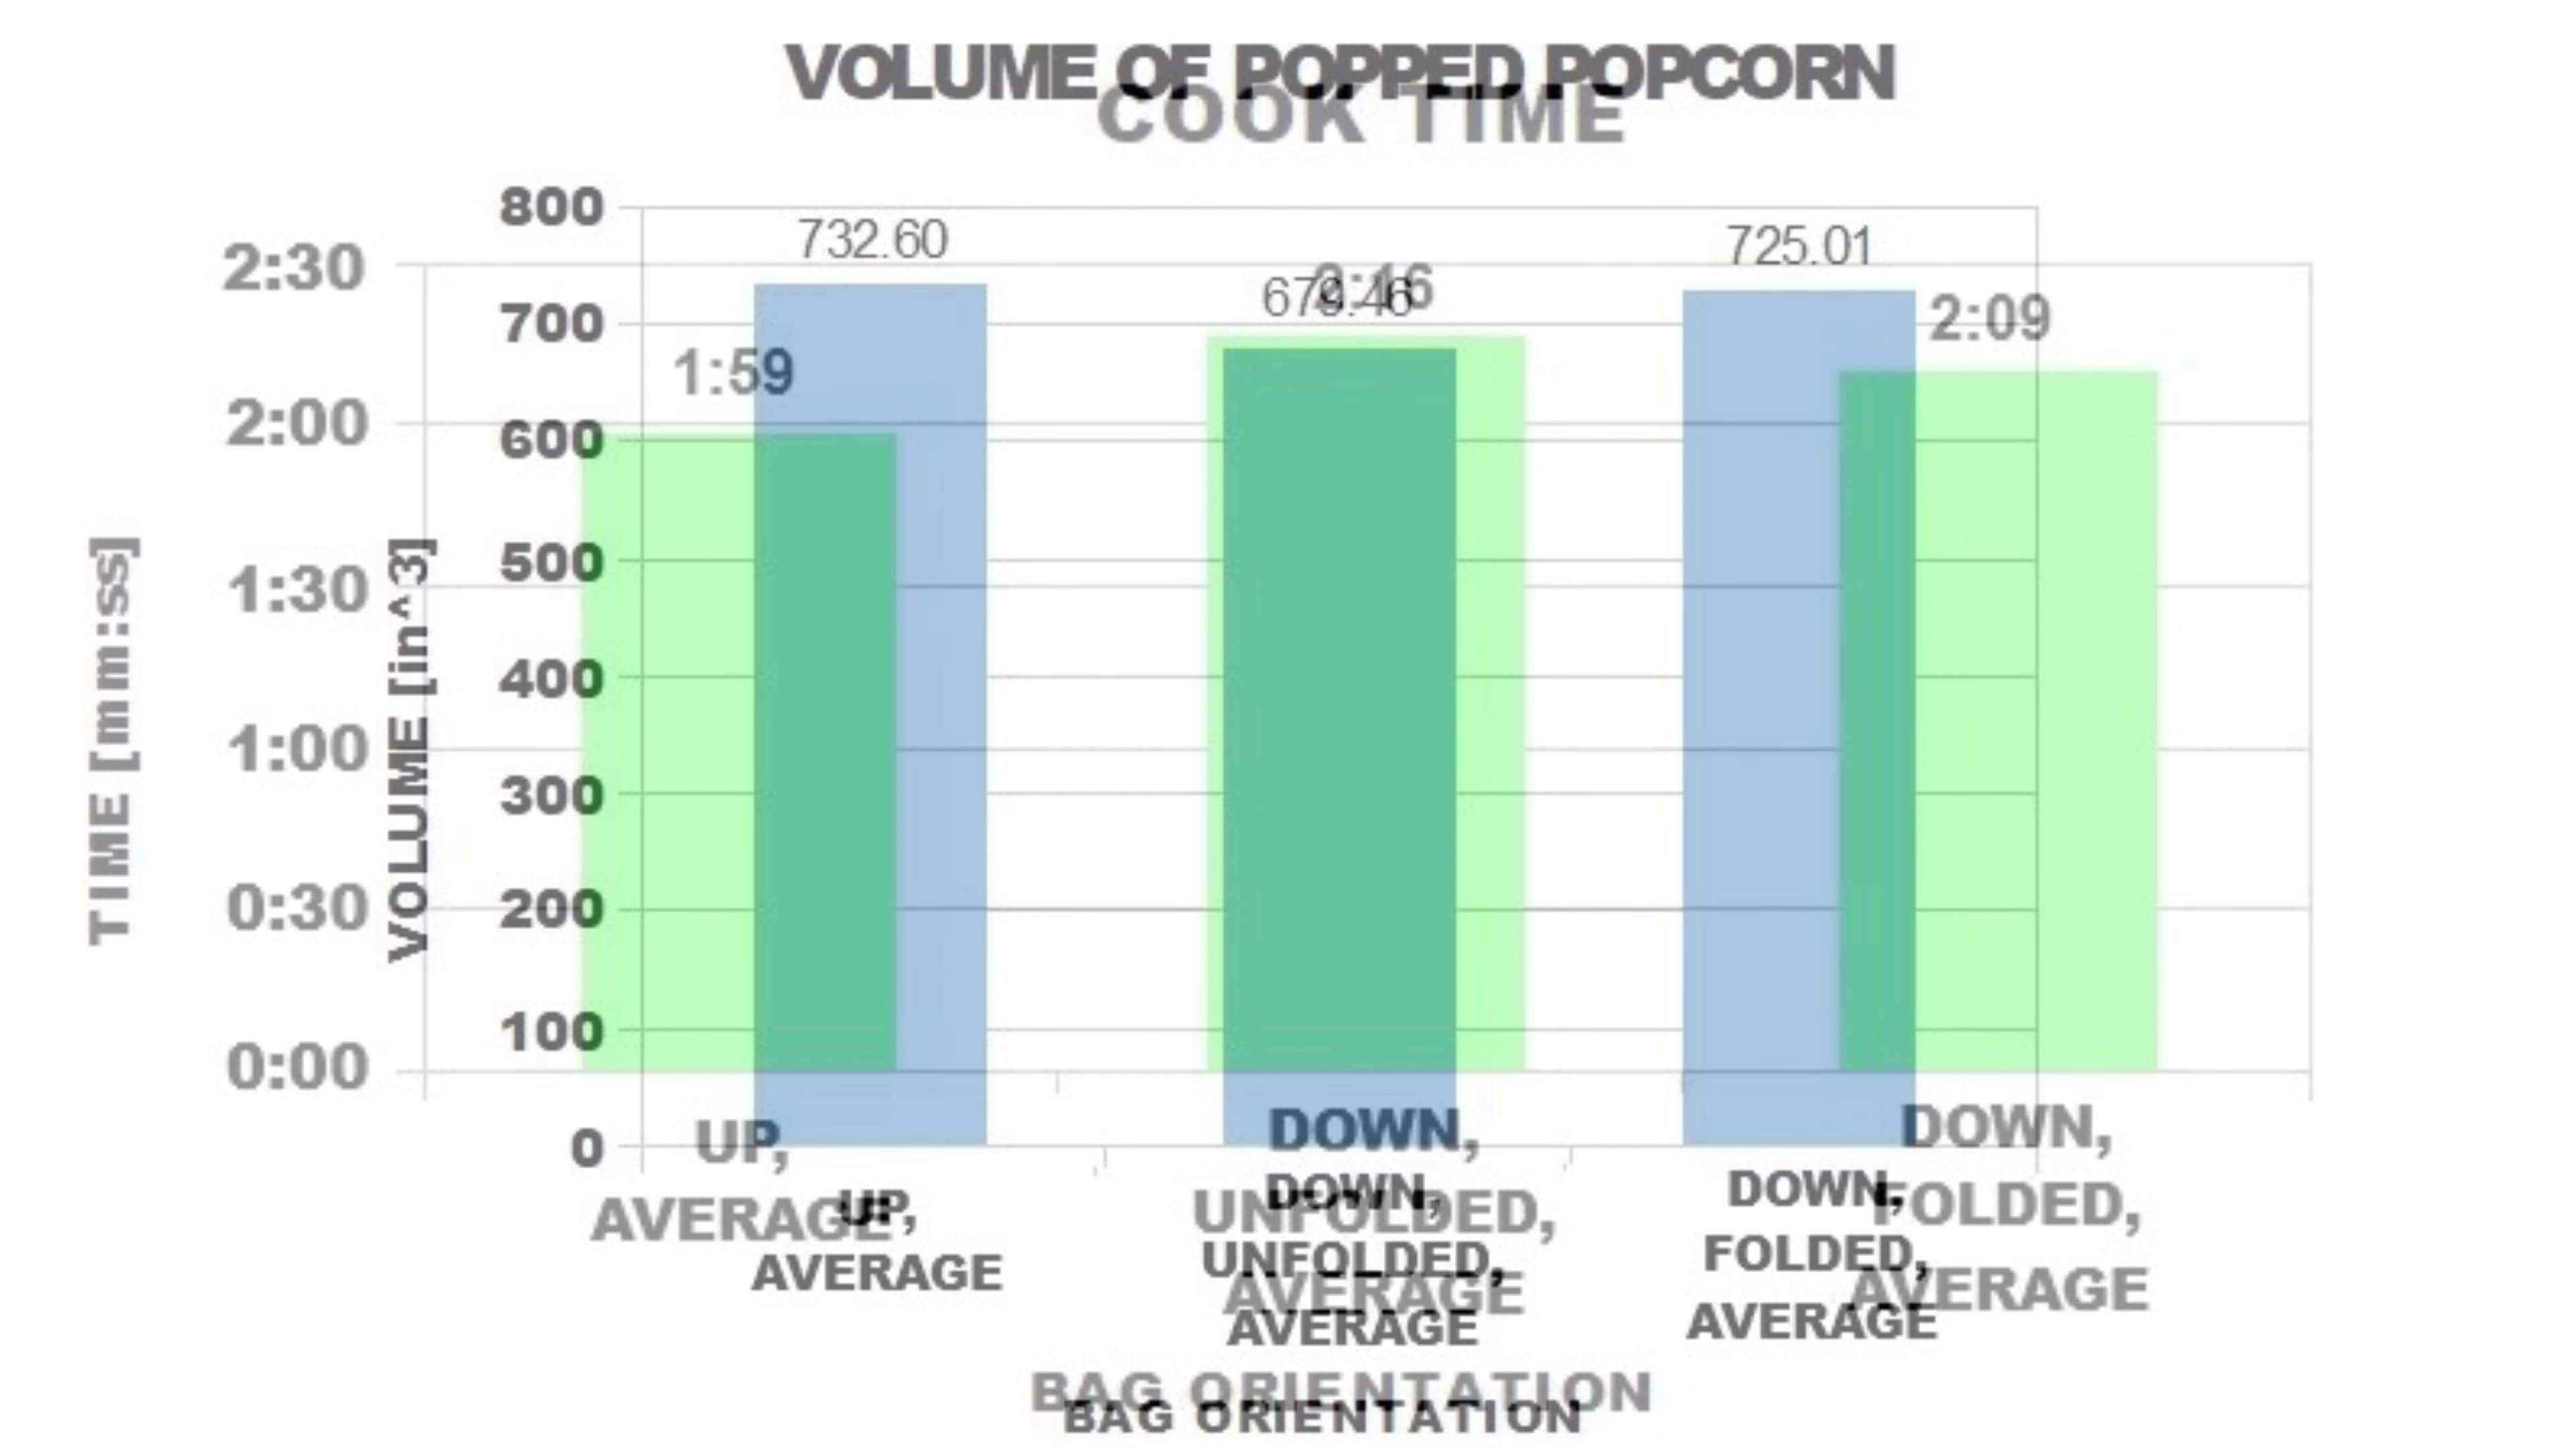 VOLUME OF POPPED POPCORN
COOK TIME
800
700
600
500
400
300
200
100
0
2:30
2:00
1:30
1:00
0:30
0:00
TIME [mm:ss]
VOLUME [in^3]
732.60
679.46
725.01
1:59
2:16
2:09
UP,
AVERAGE
DOWN,
UNFOLDED,
AVERAGE
DOWN,
FOLDED,
AVERAGE
UP,
AVERAGE
DOWN,
UNFOLDED,
AVERAGE
DOWN,
FOLDED,
AVERAGE
BAG ORIENTATION
BAG ORIENTATION